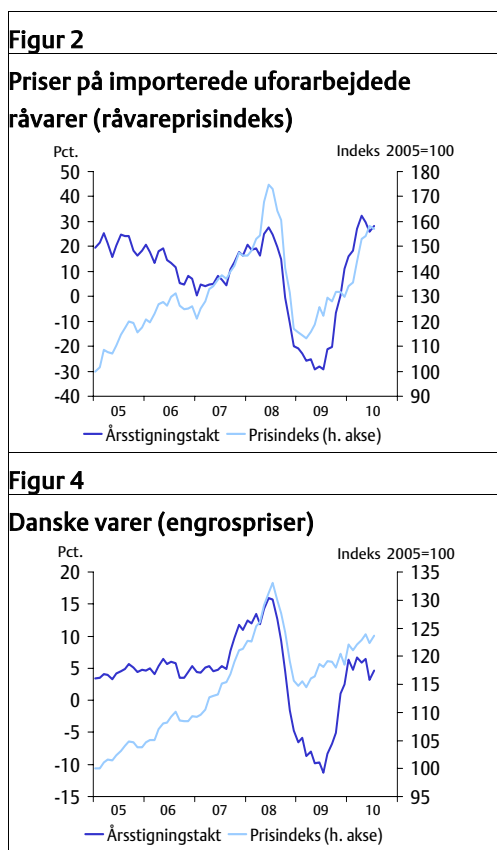 Figur 2
Priser på importerede uforarbejdede
råvarer (råvareprisindeks)
Pct. Indeks 2005=100
50 180
40 170
30 160
20 150
10 140
0 130
-10 120
-20 110
-30 100
-40 90
05 06 07 08 09 10
Årsstigningstakt Prisindeks (h. akse)
Figur 4
Danske varer (engrospriser)
Pct. Indeks 2005=100
20 135
15 130
10 125
5 120
0 115
-5 110
-10 105
-15 100
95
05 06 07 08 09 10
Årsstigningstakt Prisindeks (h. akse)